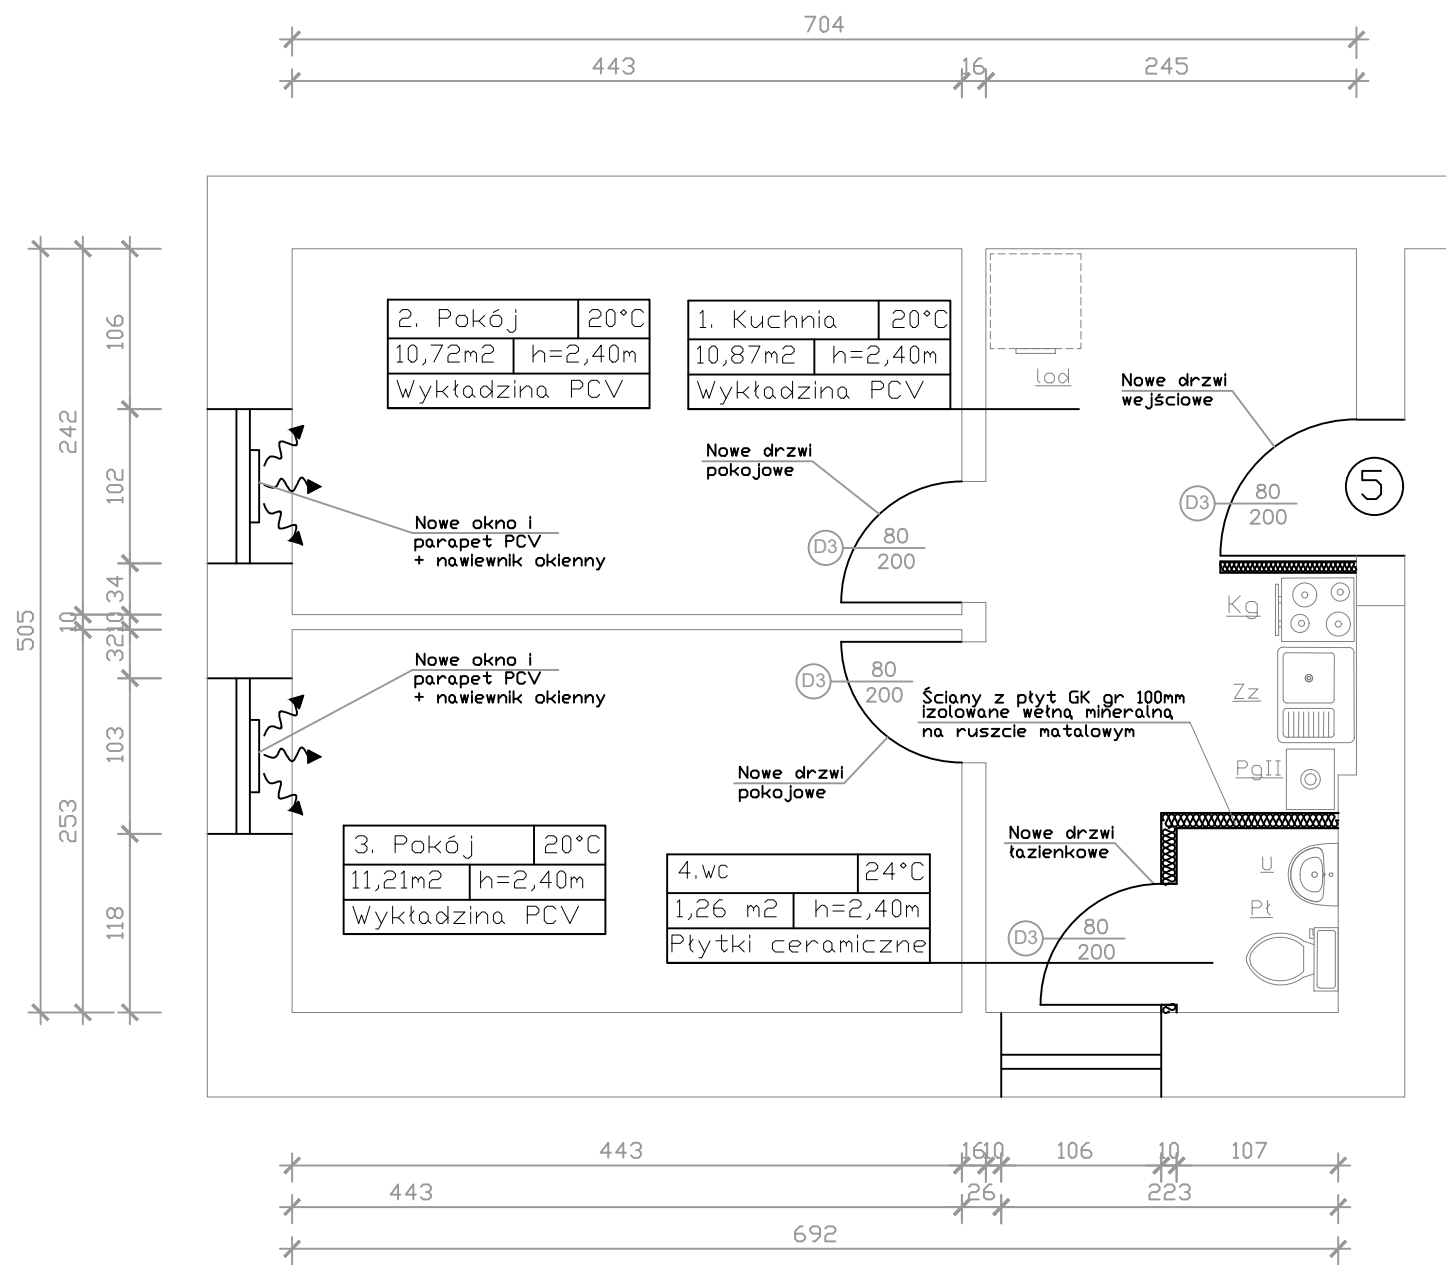 704
443
16
245
2. Pokój
20°C
10,72m2
h=2,40m
Wykładzina PCV
1. Kuchnia
20°C
10,87m2
h=2,40m
Wykładzina PCV
lod
Nowe drzwi
wejściowe
Nowe drzwi
pokojowe
5
D3
80
200
D3
80
200
Nowe okno i
parapet PCV
+ nawiewnik okienny
Kg
Nowe okno i
parapet PCV
+ nawiewnik okienny
D3
80
200
Zz
Ściany z płyt GK gr 100mm
izolowane wełną mineralną
na ruszcie matalowym
PgII
Nowe drzwi
pokojowe
3. Pokój
20°C
11,21m2
h=2,40m
Wykładzina PCV
4.wc
24°C
1,26 m2
h=2,40m
Płytki ceramiczne
Nowe drzwi
łazienkowe
U
Pł
D3
80
200
505
242
10
253
106
102
34
10
32
103
118
443
16
10
106
10
107
443
26
223
692